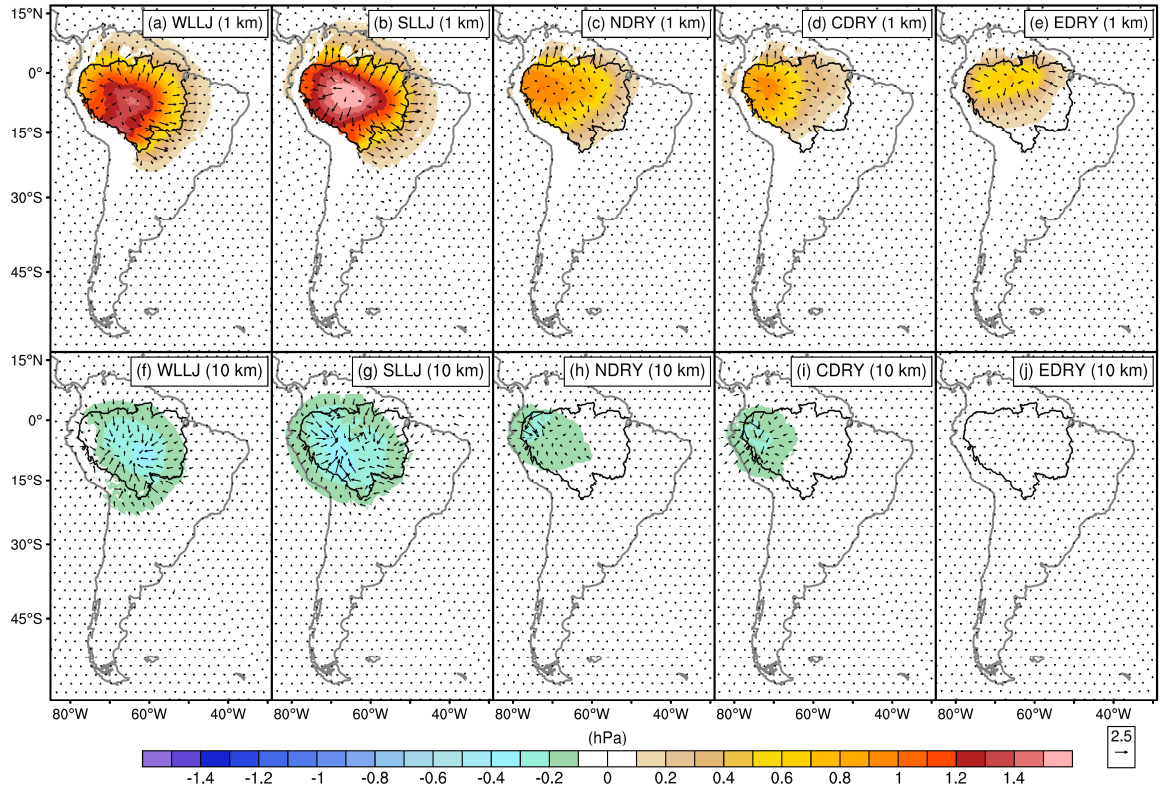 (a) WLLJ (1 km) (b) SLLJ (1 km) (c) NDRY (1 km) (d) CDRY (1 km) (e) EDRY (1 km)
15°N
0°
15°S
30°S
45°S
(f) WLLJ (10 km) (g) SLLJ (10 km) (h) NDRY (10 km) (i) CDRY (10 km) (j) EDRY (10 km)
15°N
0°
15°S
30°S
45°S
80°W 60°W 40°W 80°W 60°W 40°W 80°W 60°W 40°W 80°W 60°W 40°W 80°W 60°W 40°W
(hPa)
2.5
-1.4 -1.2 -1 -0.8 -0.6 -0.4 -0.2 0 0.2 0.4 0.6 0.8 1 1.2 1.4